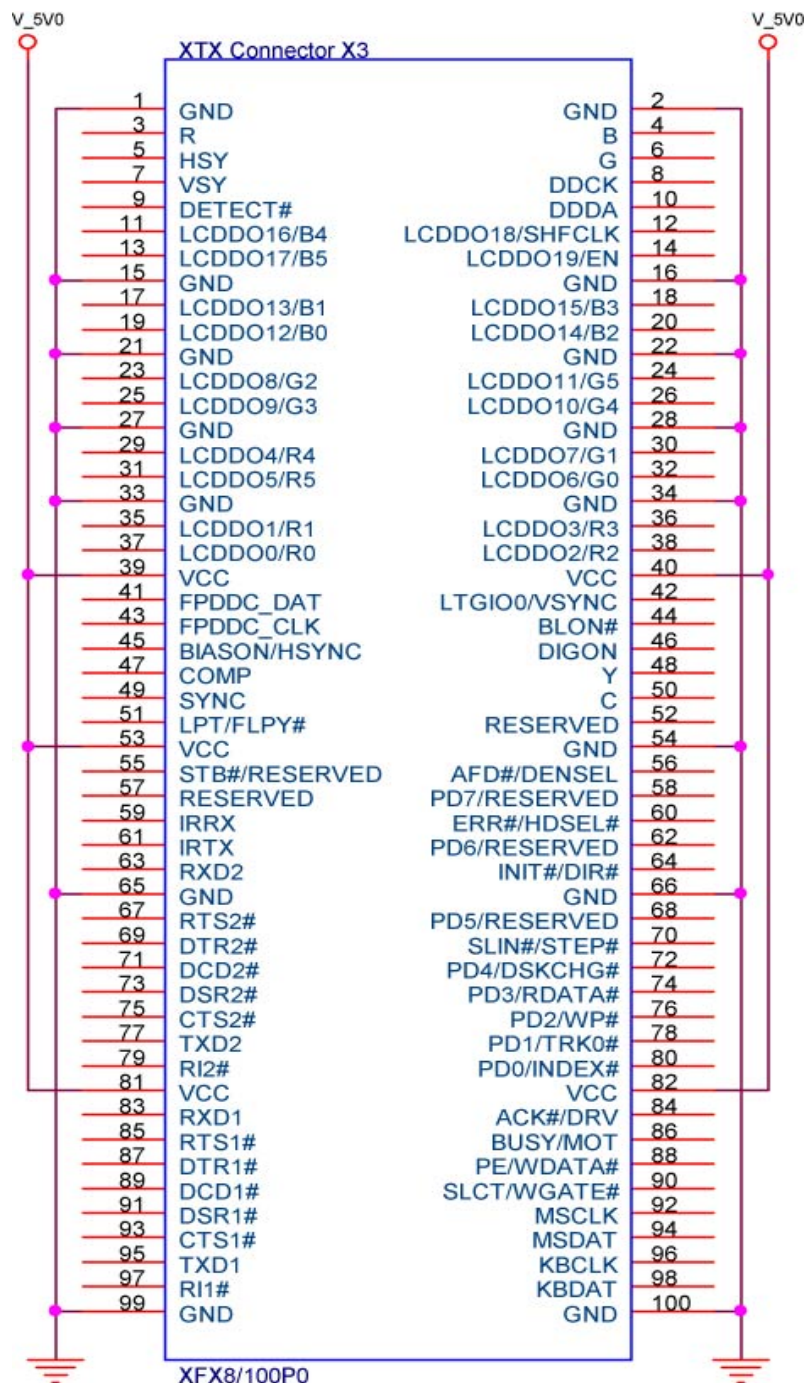 V_5V0 V_5V0
XTX Connector X3
1 GND GND 2
3 R B 4
5 HSY G 6
7 VSY DDCK 8
9 DETECT# DDDA 10
11 LCDDO16/B4 LCDDO18/SHFCLK 12
13 LCDDO17/B5 LCDDO19/EN 14
15 GND GND 16
17 LCDDO13/B1 LCDDO15/B3 18
19 LCDDO12/B0 LCDDO14/B2 20
21 GND GND 22
23 LCDDO8/G2 LCDDO11/G5 24
25 LCDDO9/G3 LCDDO10/G4 26
27 GND GND 28
29 LCDDO4/R4 LCDDO7/G1 30
31 LCDDO5/R5 LCDDO6/G0 32
33 GND GND 34
35 LCDDO1/R1 LCDDO3/R3 36
37 LCDDO0/R0 LCDDO2/R2 38
39 VCC VCC 40
41 FPDDC_DAT LTGIO0/VSYNC 42
43 FPDDC_CLK BLON# 44
45 BIASON/HSYNC DIGON 46
47 COMP Y 48
49 SYNC C 50
51 LPT/FLPY# RESERVED 52
53 VCC GND 54
55 STB#/RESERVED AFD#/DENSEL 56
57 RESERVED PD7/RESERVED 58
59 IRRX ERR#/HDSEL# 60
61 IRTX PD6/RESERVED 62
63 RXD2 INIT#/DIR# 64
65 GND GND 66
67 RTS2# PD5/RESERVED 68
69 DTR2# SLIN#/STEP# 70
71 DCD2# PD4/DSKCHG# 72
73 DSR2# PD3/RDATA# 74
75 CTS2# PD2/WP# 76
77 TXD2 PD1/TRK0# 78
79 RI2# PD0/INDEX# 80
81 VCC VCC 82
83 RXD1 ACK#/DRV 84
85 RTS1# BUSY/MOT 86
87 DTR1# PE/WDATA# 88
89 DCD1# SLCT/WGATE# 90
91 DSR1# MSCLK 92
93 CTS1# MSDAT 94
95 TXD1 KBCLK 96
97 RI1# KBDAT 98
99 GND GND 100
XFX8/100P0